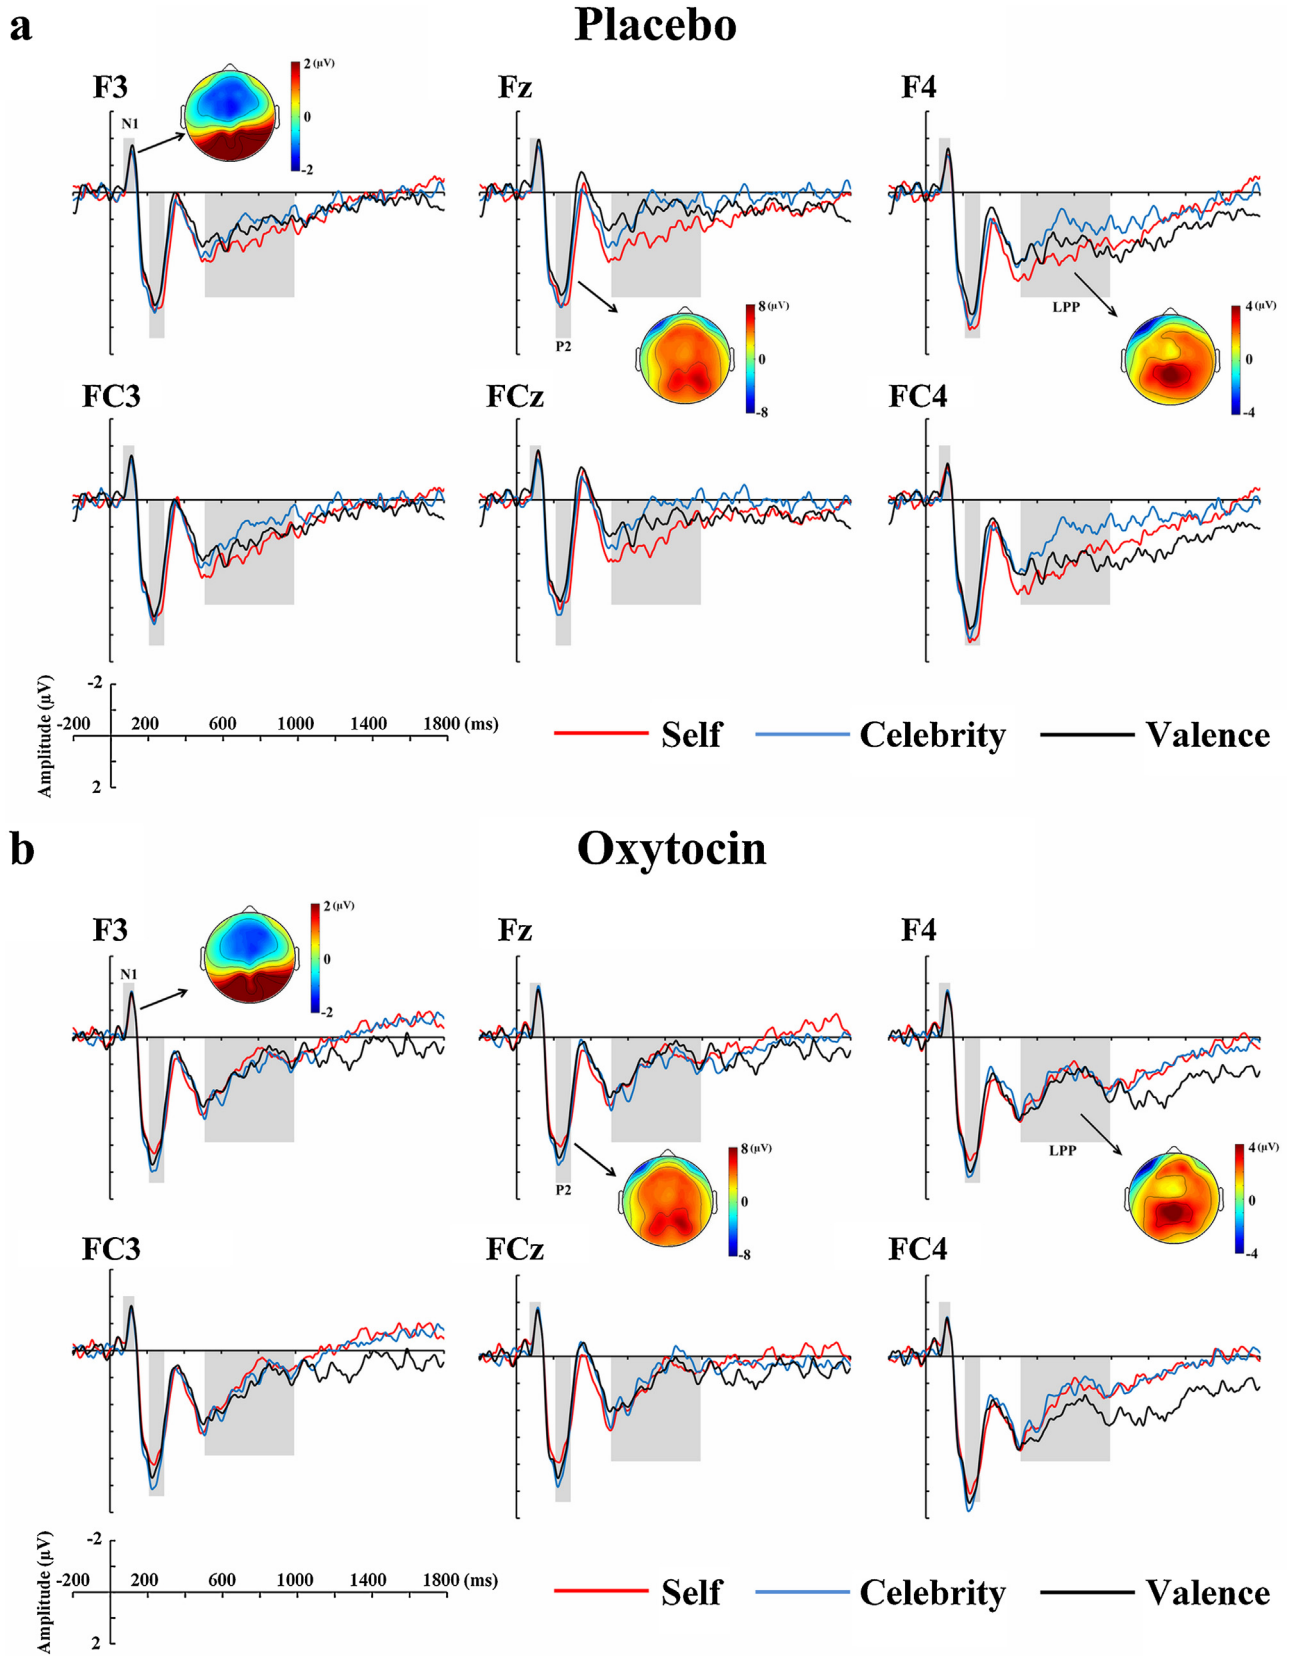 a
Placebo
F3
N1
2 (μV)
0
-2
Fz
P2
8 (μV)
0
-8
F4
LPP
4 (μV)
0
-4
FC3
FCz
FC4
Amplitude (μV)
-2
2
-200 200 600 1000 1400 1800 (ms)
Self Celebrity Valence
b
Oxytocin
F3
N1
2 (μV)
0
-2
Fz
P2
8 (μV)
0
-8
F4
LPP
4 (μV)
0
-4
FC3
FCz
FC4
Amplitude (μV)
-2
2
-200 200 600 1000 1400 1800 (ms)
Self Celebrity Valence